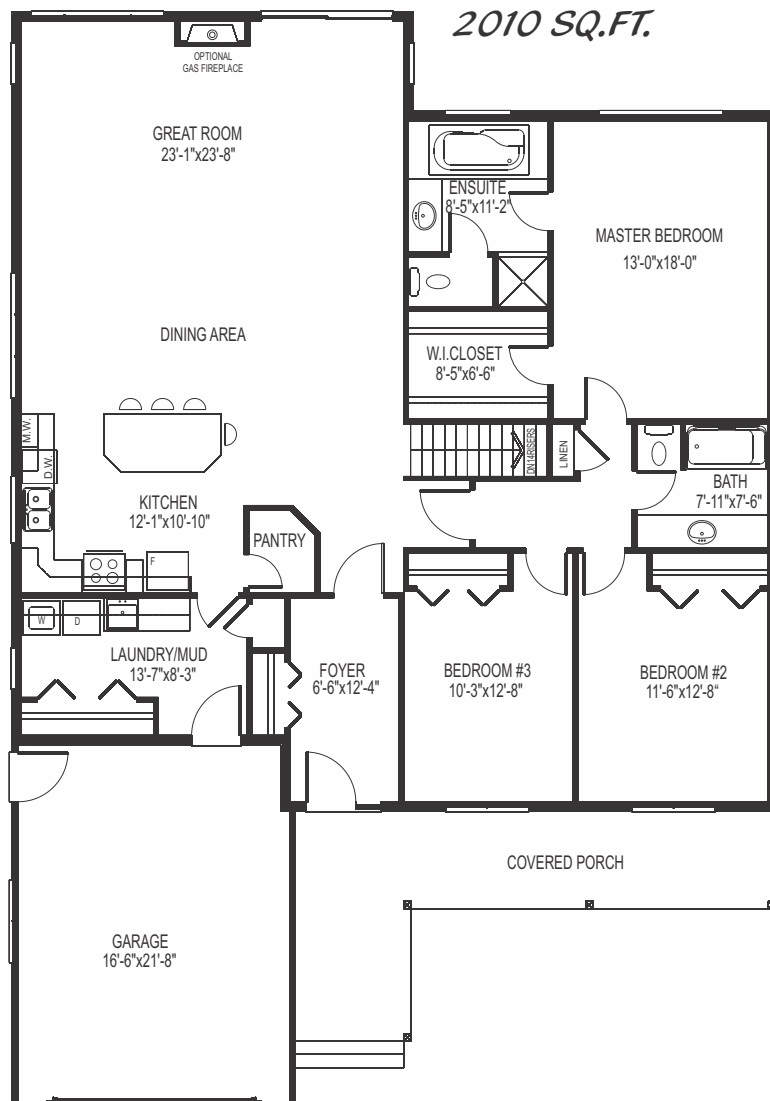 2010 SQ.FT.
OPTIONAL
GAS FIREPLACE
GREAT ROOM
23'-1"x23'-8"
ENSUITE
8'-5"x11'-2"
MASTER BEDROOM
13'-0"x18'-0"
DINING AREA
W.I.CLOSET
8'-5"x6'-6"
M.W.
D.W.
DN14RISERS
LINEN
KITCHEN
12'-1"x10'-10"
BATH
7'-11"x7'-6"
PANTRY
F
W
D
LAUNDRY/MUD
13'-7"x8'-3"
FOYER
6'-6"x12'-4"
BEDROOM #3
10'-3"x12'-8"
BEDROOM #2
11'-6"x12'-8“
COVERED PORCH
GARAGE
16'-6"x21'-8"